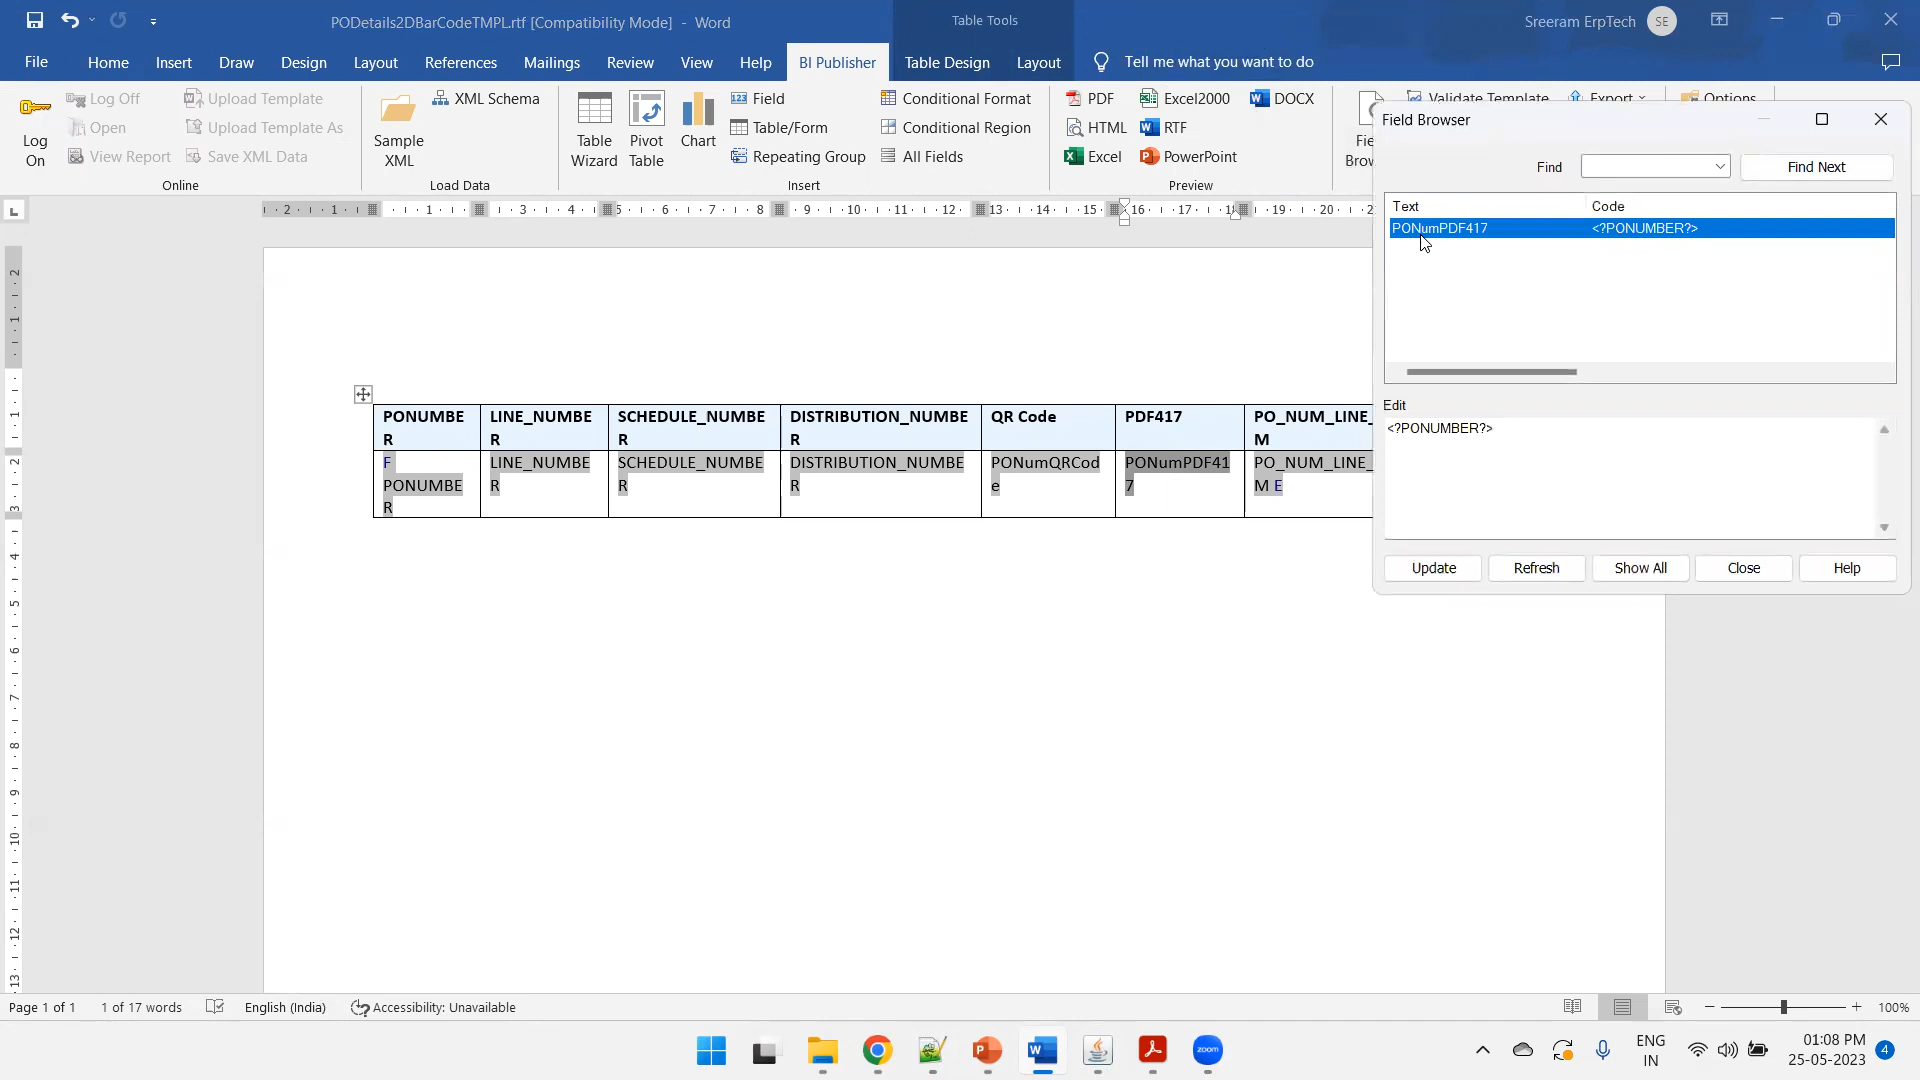 PODetails2DBarCodeTMPL.rtf [Compatibility Mode] - Word
Table Tools
Sreeram ErpTech SE
File Home Insert Draw Design Layout References Mailings Review View Help BI Publisher Table Design Layout Tell me what you want to do
Log On
Log Off
Open
View Report
Upload Template
Upload Template As
Save XML Data
Online
Sample XML
XML Schema
Load Data
Table Wizard
Pivot Table
Chart
Field
Table/Form
Repeating Group
Conditional Format
Conditional Region
All Fields
Insert
PDF Excel2000 DOCX
HTML RTF
Excel PowerPoint
Preview
Validate Template Export Options
Field Browser
Find Find Next
Text Code
PONumPDF417 <?PONUMBER?>
Edit
<?PONUMBER?>
Update Refresh Show All Close Help
PONUMBE
R
LINE_NUMBE
R
SCHEDULE_NUMBE
R
DISTRIBUTION_NUMBE
R
QR Code
PDF417
PO_NUM_LINE_
M
F
PONUMBE
R
LINE_NUMBE
R
SCHEDULE_NUMBE
R
DISTRIBUTION_NUMBE
R
PONumQRCod
e
PONumPDF41
7
PO_NUM_LINE_
M E
Page 1 of 1 1 of 17 words English (India) Accessibility: Unavailable 100%
zoom
ENG
IN
01:08 PM
25-05-2023
4